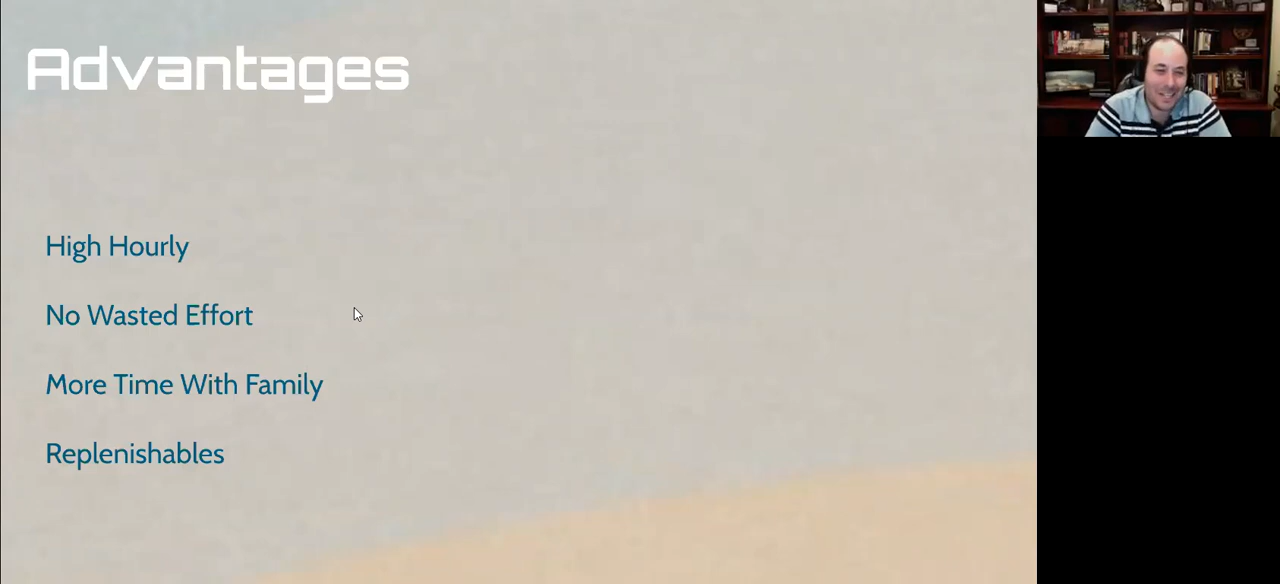 Advantages
High Hourly
No Wasted Effort
More Time With Family
Replenishables